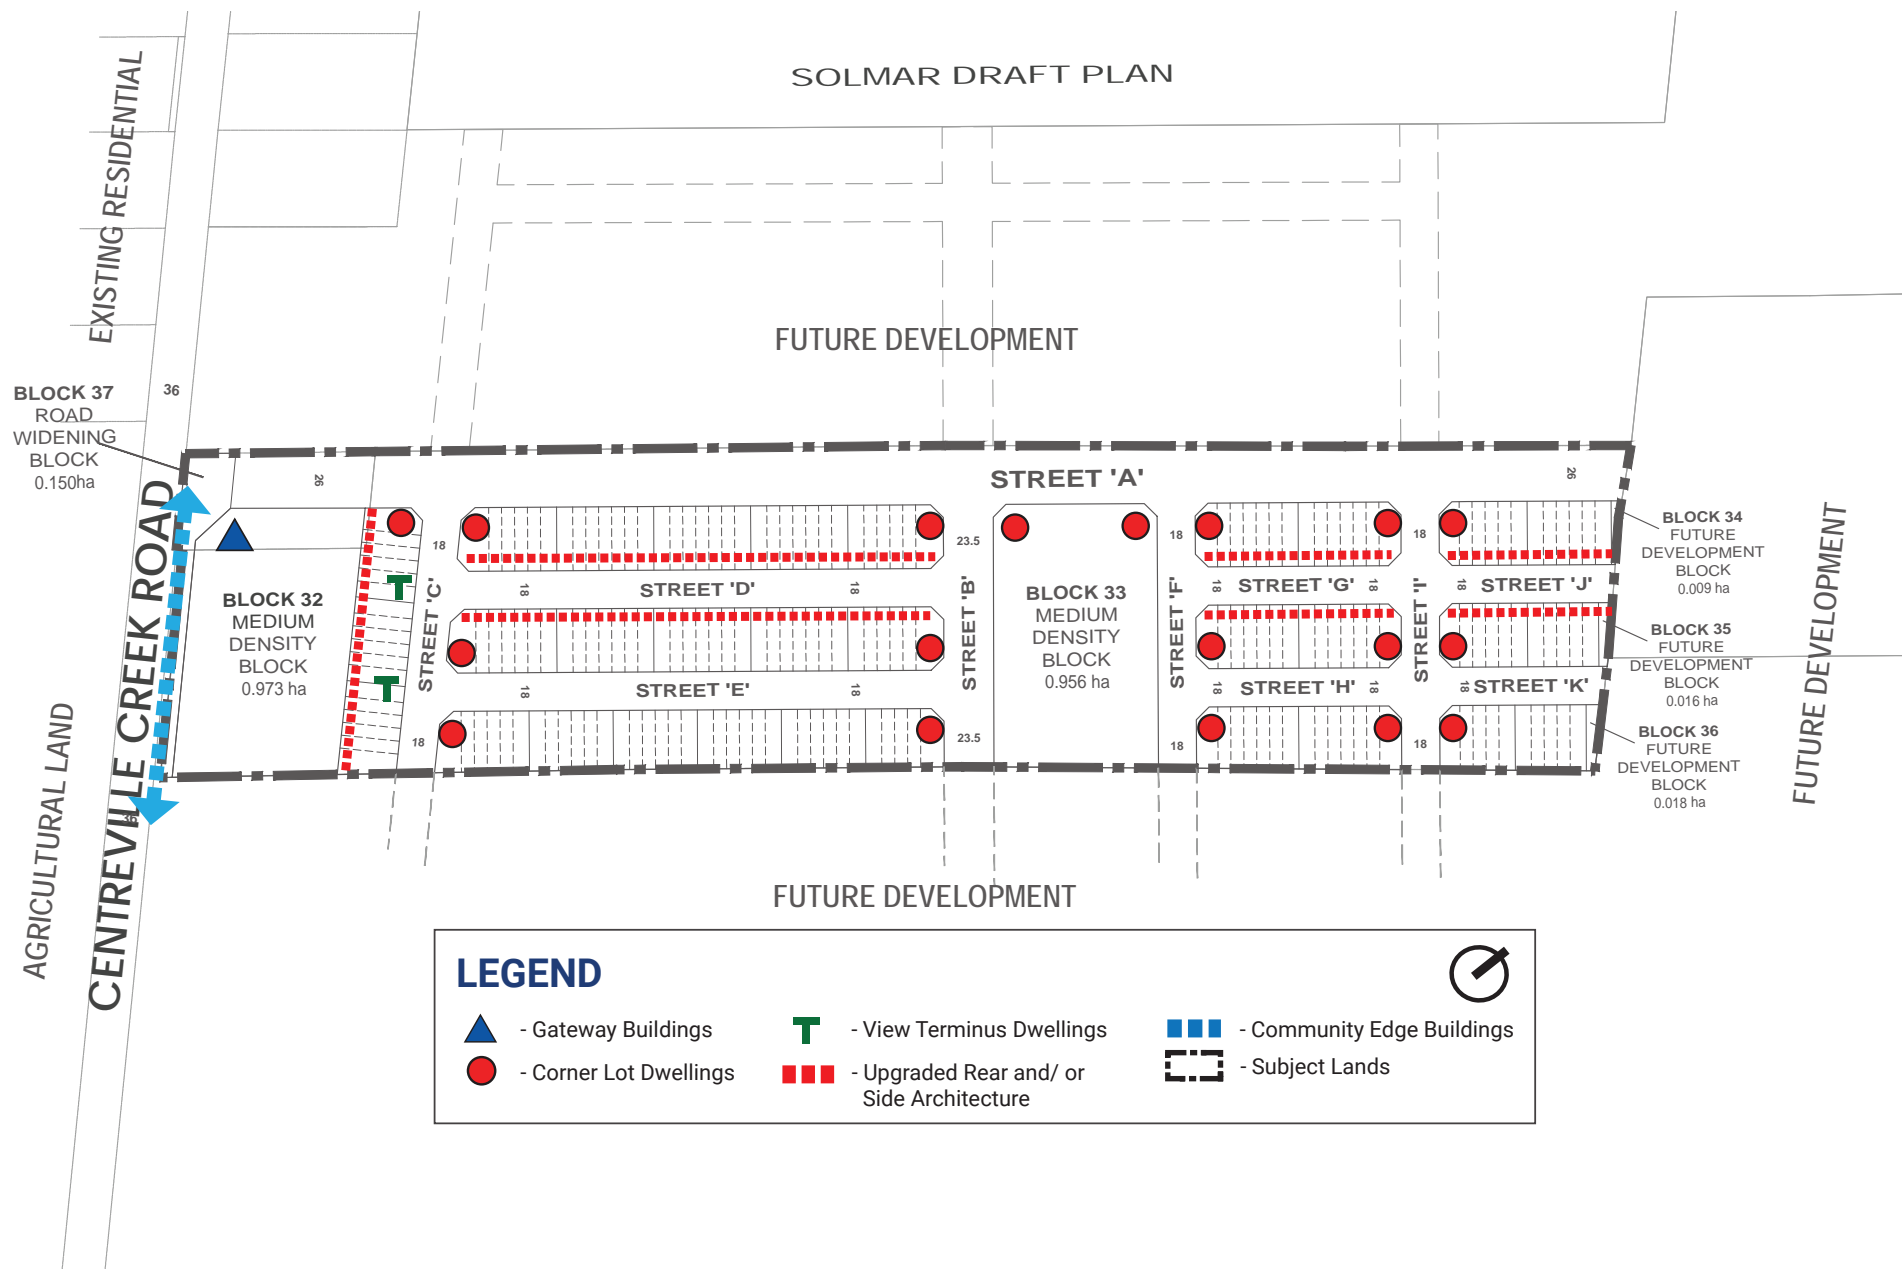 SOLMAR DRAFT PLAN
EXISTING RESIDENTIAL
FUTURE DEVELOPMENT
36
BLOCK 37
ROAD
WIDENING
BLOCK
0.150ha
26
STREET 'A'
26
CENTREVILLE CREEK ROAD
AGRICULTURAL LAND
36
BLOCK 32
MEDIUM
DENSITY
BLOCK
0.973 ha
18
STREET 'C'
18
18
STREET 'D'
18
18
STREET 'E'
18
23.5
STREET 'B'
23.5
BLOCK 33
MEDIUM
DENSITY
BLOCK
0.956 ha
18
STREET 'F'
18
18
STREET 'G'
18
18
STREET 'H'
18
18
STREET 'I'
18
18
STREET 'J'
18
STREET 'K'
BLOCK 34
FUTURE
DEVELOPMENT
BLOCK
0.009 ha
BLOCK 35
FUTURE
DEVELOPMENT
BLOCK
0.016 ha
BLOCK 36
FUTURE
DEVELOPMENT
BLOCK
0.018 ha
FUTURE DEVELOPMENT
FUTURE DEVELOPMENT
LEGEND
- Gateway Buildings
- Corner Lot Dwellings
- View Terminus Dwellings
- Upgraded Rear and/ or
Side Architecture
- Community Edge Buildings
- Subject Lands